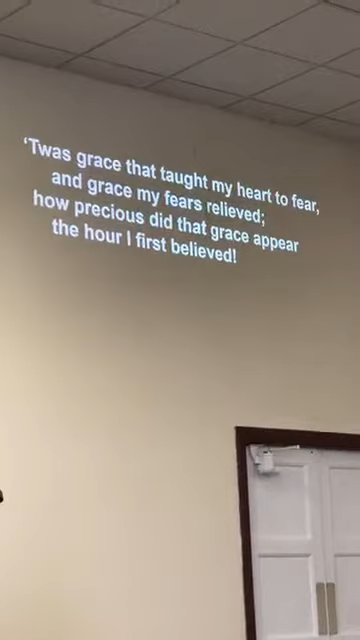 ‘Twas grace that taught my heart to fear,
and grace my fears relieved;
how precious did that grace appear
the hour I first believed!